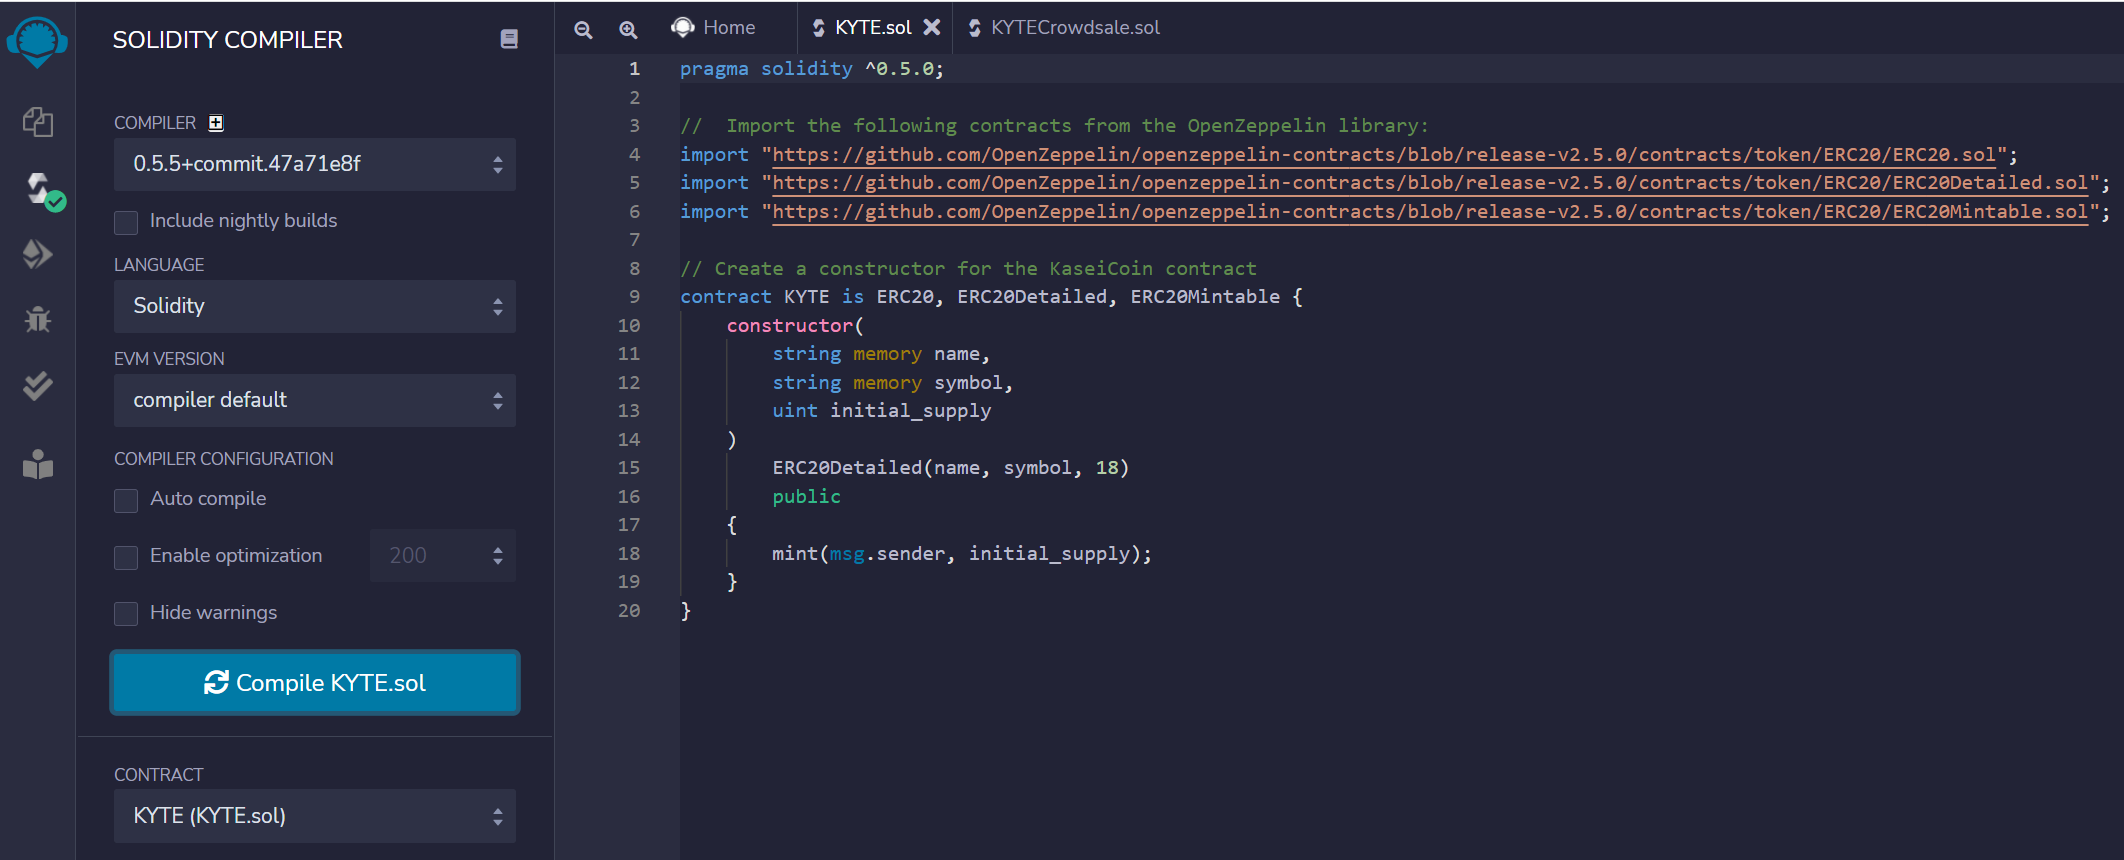 SOLIDITY COMPILER
COMPILER
0.5.5+commit.47a71e8f
Include nightly builds
LANGUAGE
Solidity
EVM VERSION
compiler default
COMPILER CONFIGURATION
Auto compile
Enable optimization 200
Hide warnings
Compile KYTE.sol
CONTRACT
KYTE (KYTE.sol)
Home KYTE.sol KYTECrowdsale.sol
1 pragma solidity ^0.5.0;
2
3 //  Import the following contracts from the OpenZeppelin library:
4 import "https://github.com/OpenZeppelin/openzeppelin-contracts/blob/release-v2.5.0/contracts/token/ERC20/ERC20.sol";
5 import "https://github.com/OpenZeppelin/openzeppelin-contracts/blob/release-v2.5.0/contracts/token/ERC20/ERC20Detailed.sol";
6 import "https://github.com/OpenZeppelin/openzeppelin-contracts/blob/release-v2.5.0/contracts/token/ERC20/ERC20Mintable.sol";
7
8 // Create a constructor for the KaseiCoin contract
9 contract KYTE is ERC20, ERC20Detailed, ERC20Mintable {
10     constructor(
11         string memory name,
12         string memory symbol,
13         uint initial_supply
14     )
15         ERC20Detailed(name, symbol, 18)
16         public
17     {
18         mint(msg.sender, initial_supply);
19     }
20 }